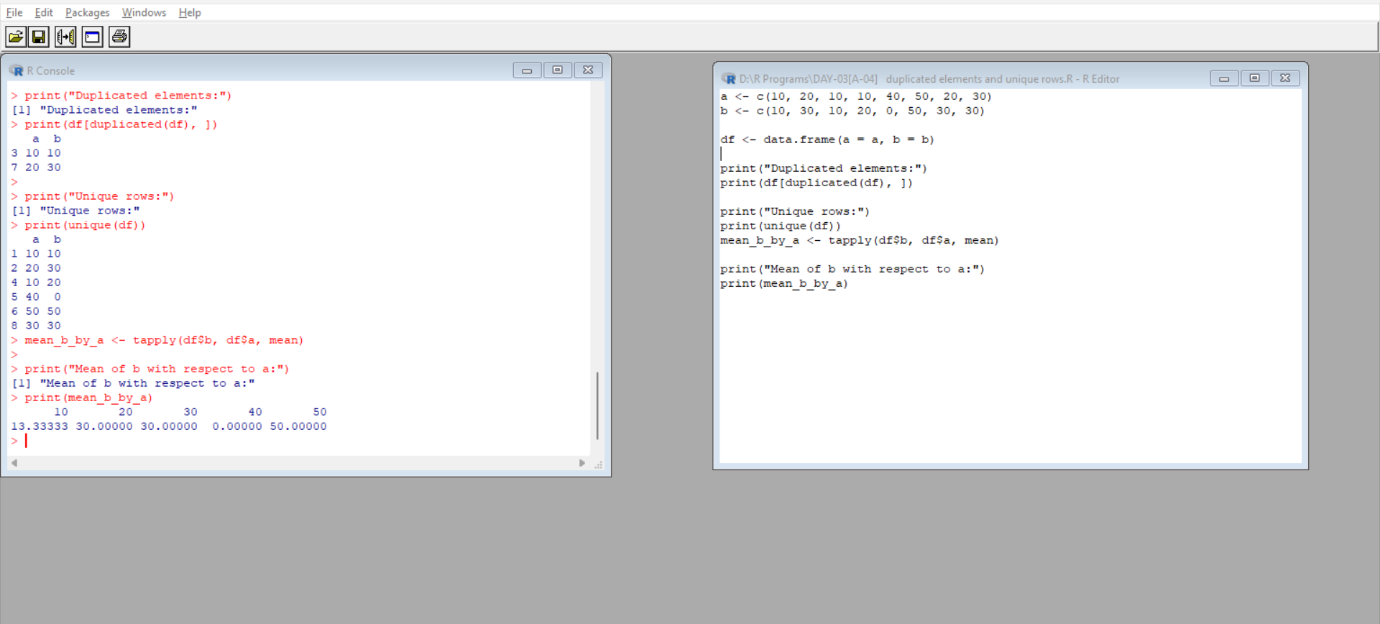 File Edit Packages Windows Help
R Console
> print("Duplicated elements:")
[1] "Duplicated elements:"
> print(df[duplicated(df), ])
   a  b
3 10 10
7 20 30
>
> print("Unique rows:")
[1] "Unique rows:"
> print(unique(df))
   a  b
1 10 10
2 20 30
4 10 20
5 40  0
6 50 50
8 30 30
> mean_b_by_a <- tapply(df$b, df$a, mean)
>
> print("Mean of b with respect to a:")
[1] "Mean of b with respect to a:"
> print(mean_b_by_a)
      10       20       30       40       50
13.33333 30.00000 30.00000  0.00000 50.00000
>
D:\R Programs\DAY-03[A-04]   duplicated elements and unique rows.R - R Editor
a <- c(10, 20, 10, 10, 40, 50, 20, 30)
b <- c(10, 30, 10, 20, 0, 50, 30, 30)
df <- data.frame(a = a, b = b)
print("Duplicated elements:")
print(df[duplicated(df), ])
print("Unique rows:")
print(unique(df))
mean_b_by_a <- tapply(df$b, df$a, mean)
print("Mean of b with respect to a:")
print(mean_b_by_a)